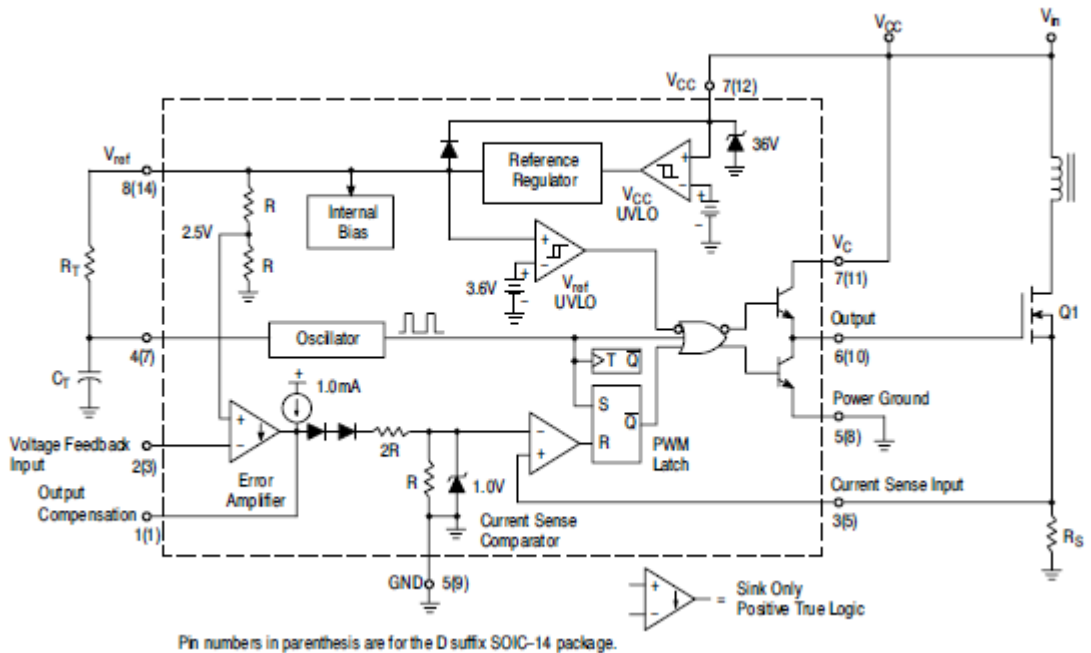 VCC
Vin
VCC 7(12)
36V
Vref
8(14)
Reference
Regulator
VCC
UVLO
R
2.5V
R
Internal
Bias
RT
3.6V
Vref
UVLO
VC
7(11)
Output
6(10)
Q1
Oscillator
4(7)
CT
1.0mA
T Q
S
Q
R
PWM
Latch
Power Ground
5(8)
Voltage Feedback
Input
2(3)
Error
Amplifier
2R
R
1.0V
Output
Compensation
1(1)
Current Sense
Comparator
Current Sense Input
3(5)
RS
GND 5(9)
= Sink Only
Positive True Logic
Pin numbers in parenthesis are for the D suffix SOIC-14 package.